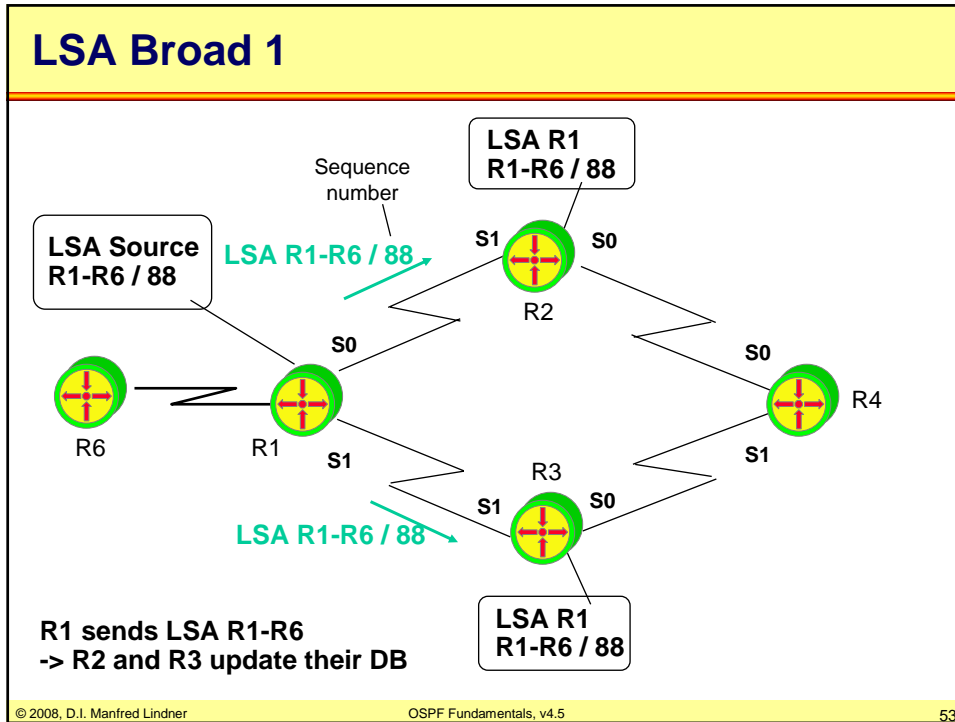 LSA Broad 1
LSA R1
R1-R6 / 88
Sequence
number
LSA Source
R1-R6 / 88
LSA R1-R6 / 88
S1
S0
R2
S0
S0
R4
R6
R1
S1
S1
R3
S1
S0
LSA R1-R6 / 88
LSA R1
R1-R6 / 88
R1 sends LSA R1-R6
-> R2 and R3 update their DB
© 2008, D.I. Manfred Lindner
OSPF Fundamentals, v4.5
53